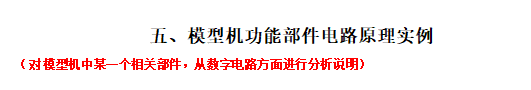 五、模型机功能部件电路原理实例
（对模型机中某一个相关部件，从数字电路方面进行分析说明）